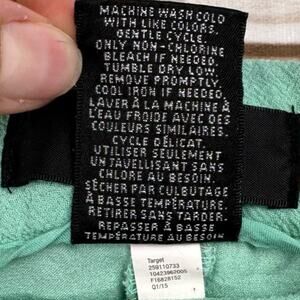 MACHINE WASH COLD
WITH LIKE COLORS.
GENTLE CYCLE.
ONLY NON-CHLORINE
BLEACH IF NEEDED.
TUMBLE DRY LOW.
REMOVE PROMPTLY.
COOL IRON IF NEEDED.
LAVER À LA MACHINE À
L'EAU FROIDE AVEC DES
COULEURS SIMILAIRES.
CYCLE DÉLICAT.
UTILISER SEULEMENT
UN JAVELLISANT SANS
CHLORE AU BESOIN.
SÉCHER PAR CULBUTAGE
À BASSE TEMPÉRATURE.
RETIRER SANS TARDER.
REPASSER À BASSE
TEMPÉRATURE AU BESOIN.
Target
259110733
10423962005
F16828152
Q1/15